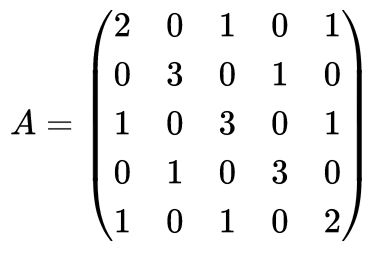 A = 
2 0 1 0 1
0 3 0 1 0
1 0 3 0 1
0 1 0 3 0
1 0 1 0 2